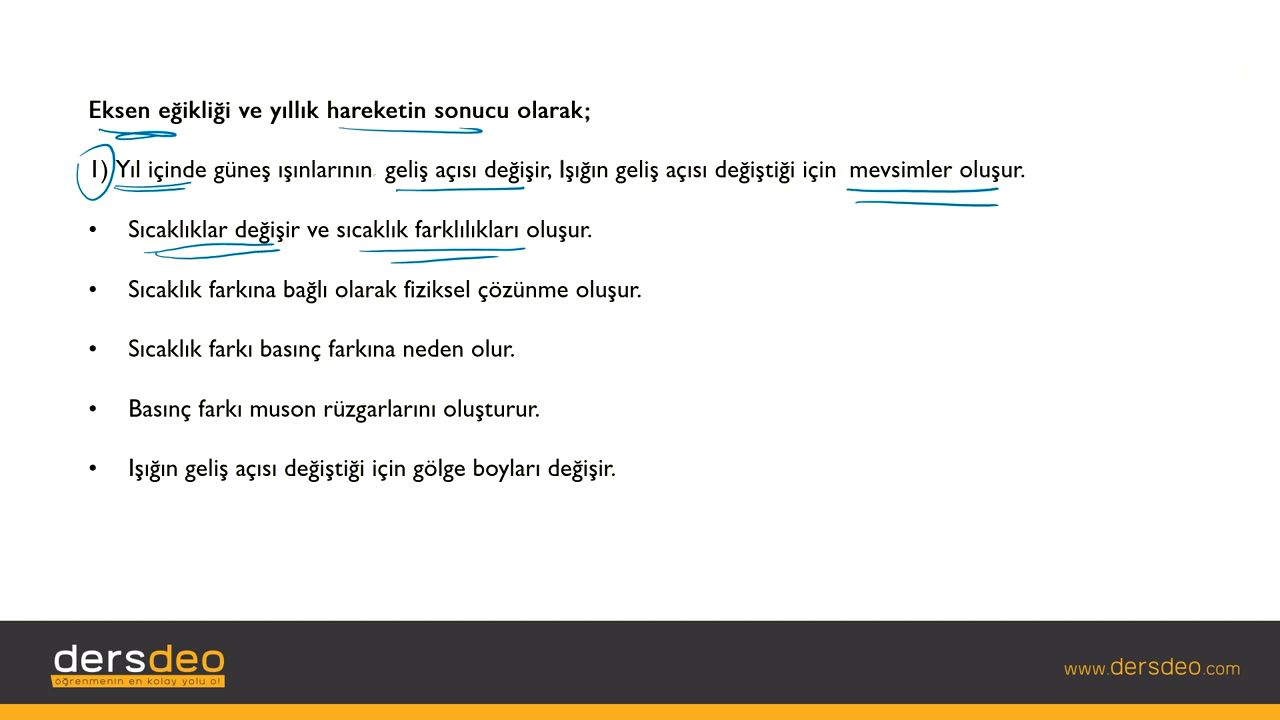 Eksen eğikliği ve yıllık hareketin sonucu olarak;
1) Yıl içinde güneş ışınlarının geliş açısı değişir, Işığın geliş açısı değiştiği için mevsimler oluşur.
• Sıcaklıklar değişir ve sıcaklık farklılıkları oluşur.
• Sıcaklık farkına bağlı olarak fiziksel çözünme oluşur.
• Sıcaklık farkı basınç farkına neden olur.
• Basınç farkı muson rüzgarlarını oluşturur.
• Işığın geliş açısı değiştiği için gölge boyları değişir.
dersdeo
öğrenmenin en kolay yolu o!
www.dersdeo.com